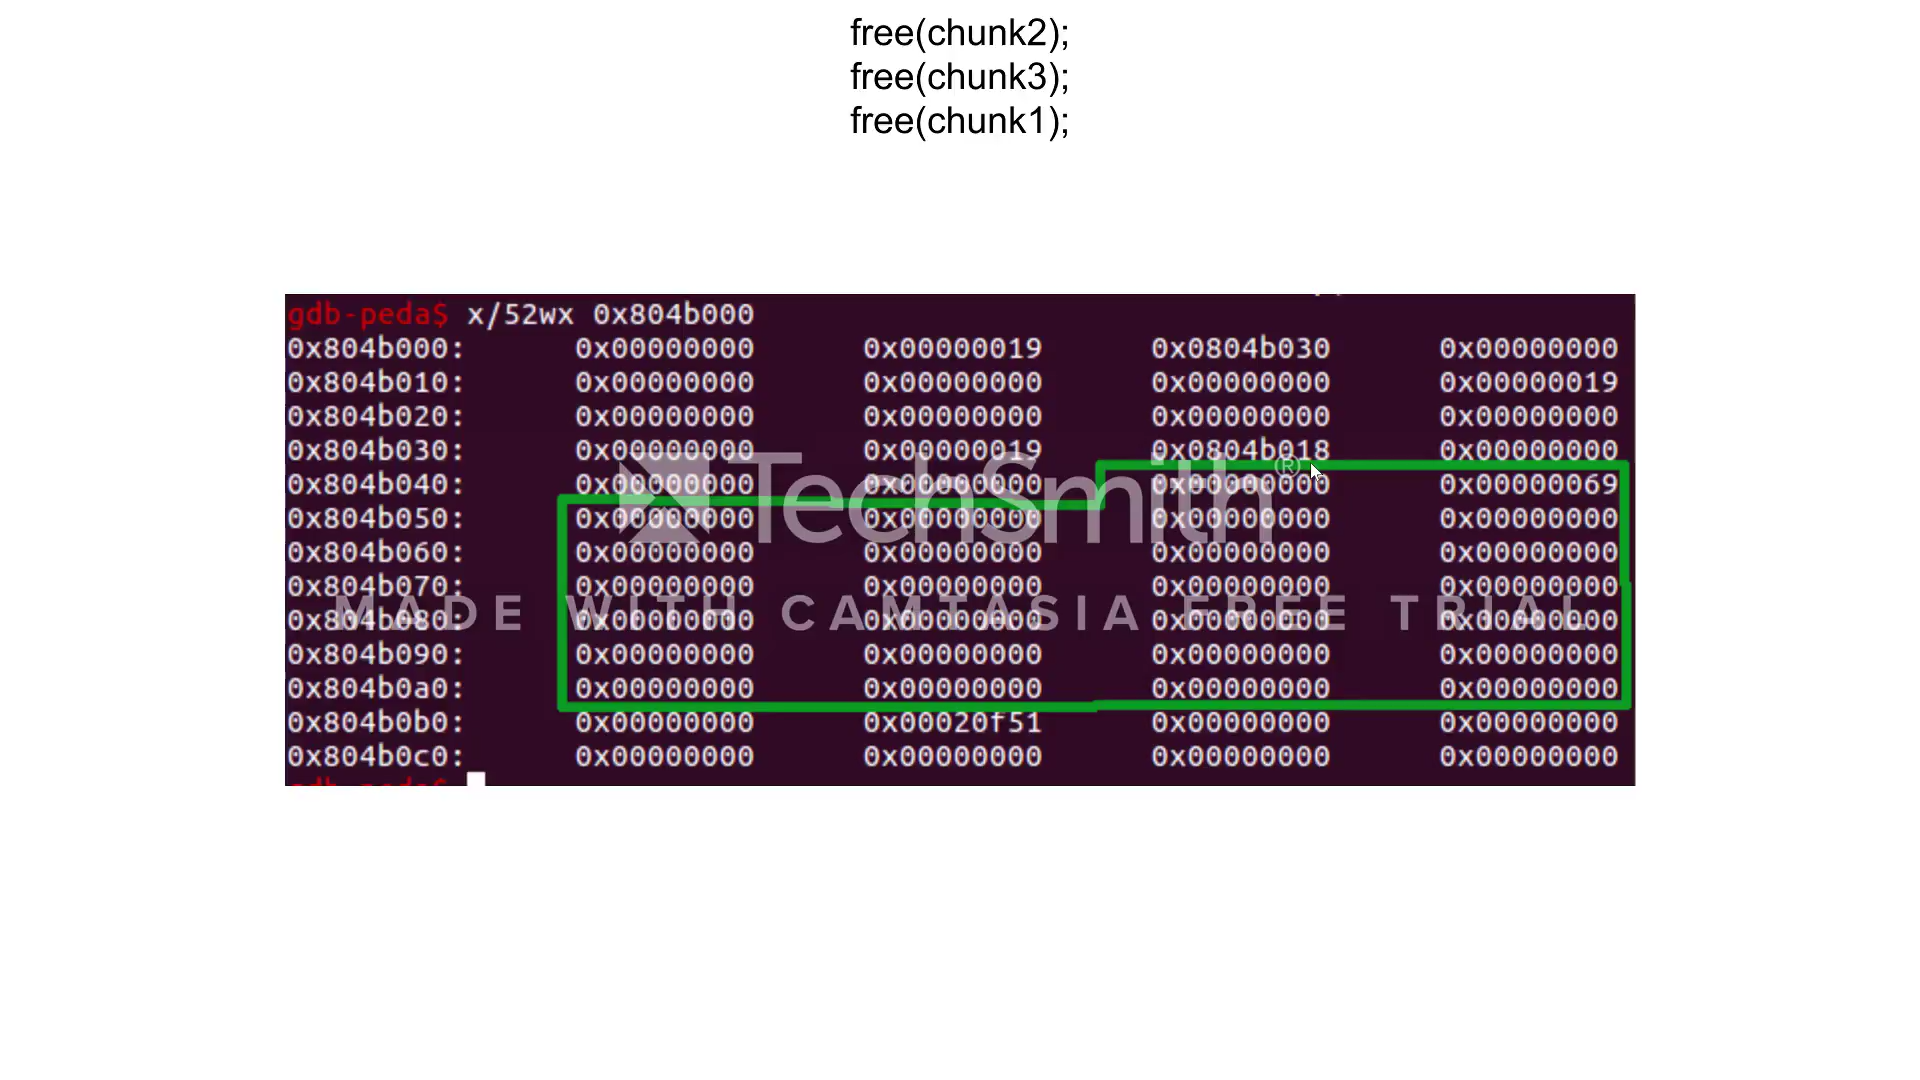 free(chunk2);
free(chunk3);
free(chunk1);
gdb-peda$ x/52wx 0x804b000
0x804b000: 0x00000000 0x00000019 0x0804b030 0x00000000
0x804b010: 0x00000000 0x00000000 0x00000000 0x00000019
0x804b020: 0x00000000 0x00000000 0x00000000 0x00000000
0x804b030: 0x00000000 0x00000019 0x0804b018 0x00000000
0x804b040: 0x00000000 0x00000000 0x00000000 0x00000069
0x804b050: 0x00000000 0x00000000 0x00000000 0x00000000
0x804b060: 0x00000000 0x00000000 0x00000000 0x00000000
0x804b070: 0x00000000 0x00000000 0x00000000 0x00000000
0x804b080: 0x00000000 0x00000000 0x00000000 0x00000000
0x804b090: 0x00000000 0x00000000 0x00000000 0x00000000
0x804b0a0: 0x00000000 0x00000000 0x00000000 0x00000000
0x804b0b0: 0x00000000 0x00020f51 0x00000000 0x00000000
0x804b0c0: 0x00000000 0x00000000 0x00000000 0x00000000
TechSmith®
MADE WITH CAMTASIA FREE TRIAL